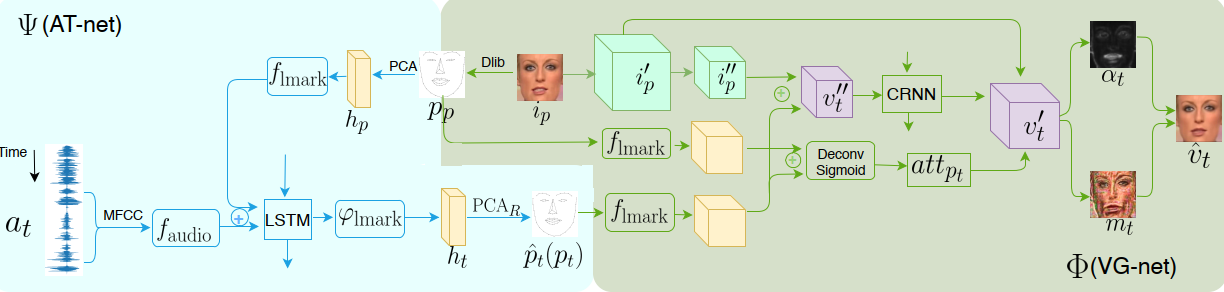 Ψ (AT-net)
f_lmark
PCA
h_p
p_p
Dlib
i_p
i′_p
i″_p
v″_t
CRNN
v′_t
α_t
v̂_t
m_t
f_lmark
Deconv
Sigmoid
att_{p_t}
Time
a_t
MFCC
f_audio
LSTM
φ_lmark
h_t
PCA_R
p̂_t(p_t)
f_lmark
Φ(VG-net)